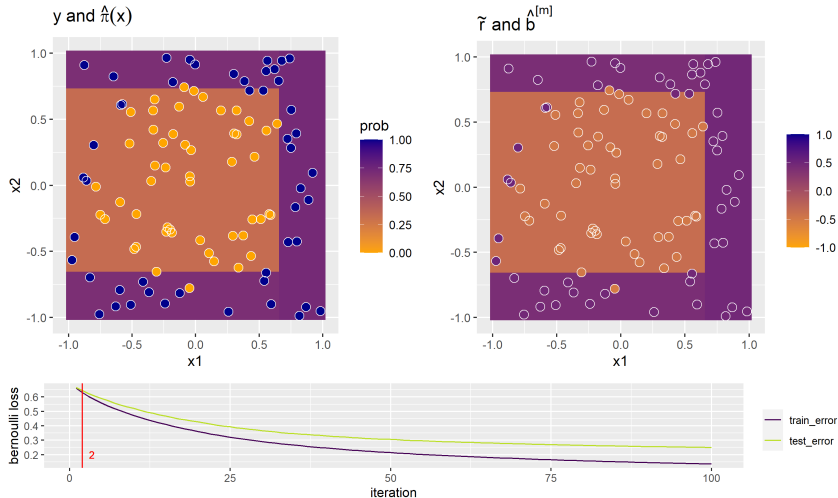 y and π̂(x)
r̃ and b̂[m]
1.0
0.5
0.0
-0.5
-1.0
x2
-1.0 -0.5 0.0 0.5 1.0
x1
prob
1.00
0.75
0.50
0.25
0.00
1.0
0.5
0.0
-0.5
-1.0
x2
-1.0 -0.5 0.0 0.5 1.0
x1
1.0
0.5
0.0
-0.5
-1.0
bernoulli loss
0.6
0.5
0.4
0.3
0.2
2
0 25 50 75 100
iteration
train_error
test_error